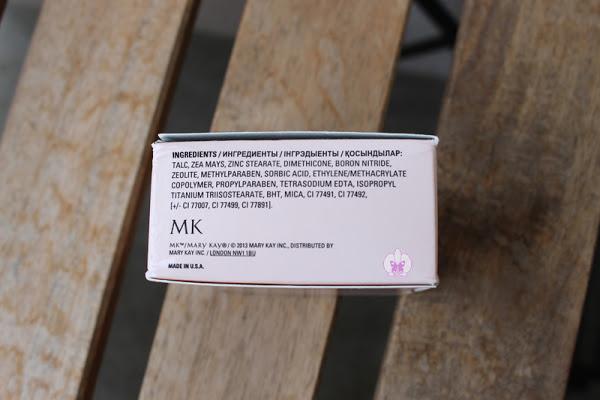 INGREDIENTS / ИНГРЕДИЕНТЫ / ІНГРЭДЫЕНТЫ / ҚОСЫНДЫЛАР:
TALC, ZEA MAYS, ZINC STEARATE, DIMETHICONE, BORON NITRIDE,
ZEOLITE, METHYLPARABEN, SORBIC ACID, ETHYLENE/METHACRYLATE
COPOLYMER, PROPYLPARABEN, TETRASODIUM EDTA, ISOPROPYL
TITANIUM TRIISOSTEARATE, BHT, MICA, CI 77491, CI 77492,
[+/- CI 77007, CI 77499, CI 77891].
MK
MK™/MARY KAY®/ © 2013 MARY KAY INC., DISTRIBUTED BY
MARY KAY INC. / LONDON NW1 1BU
MADE IN U.S.A.